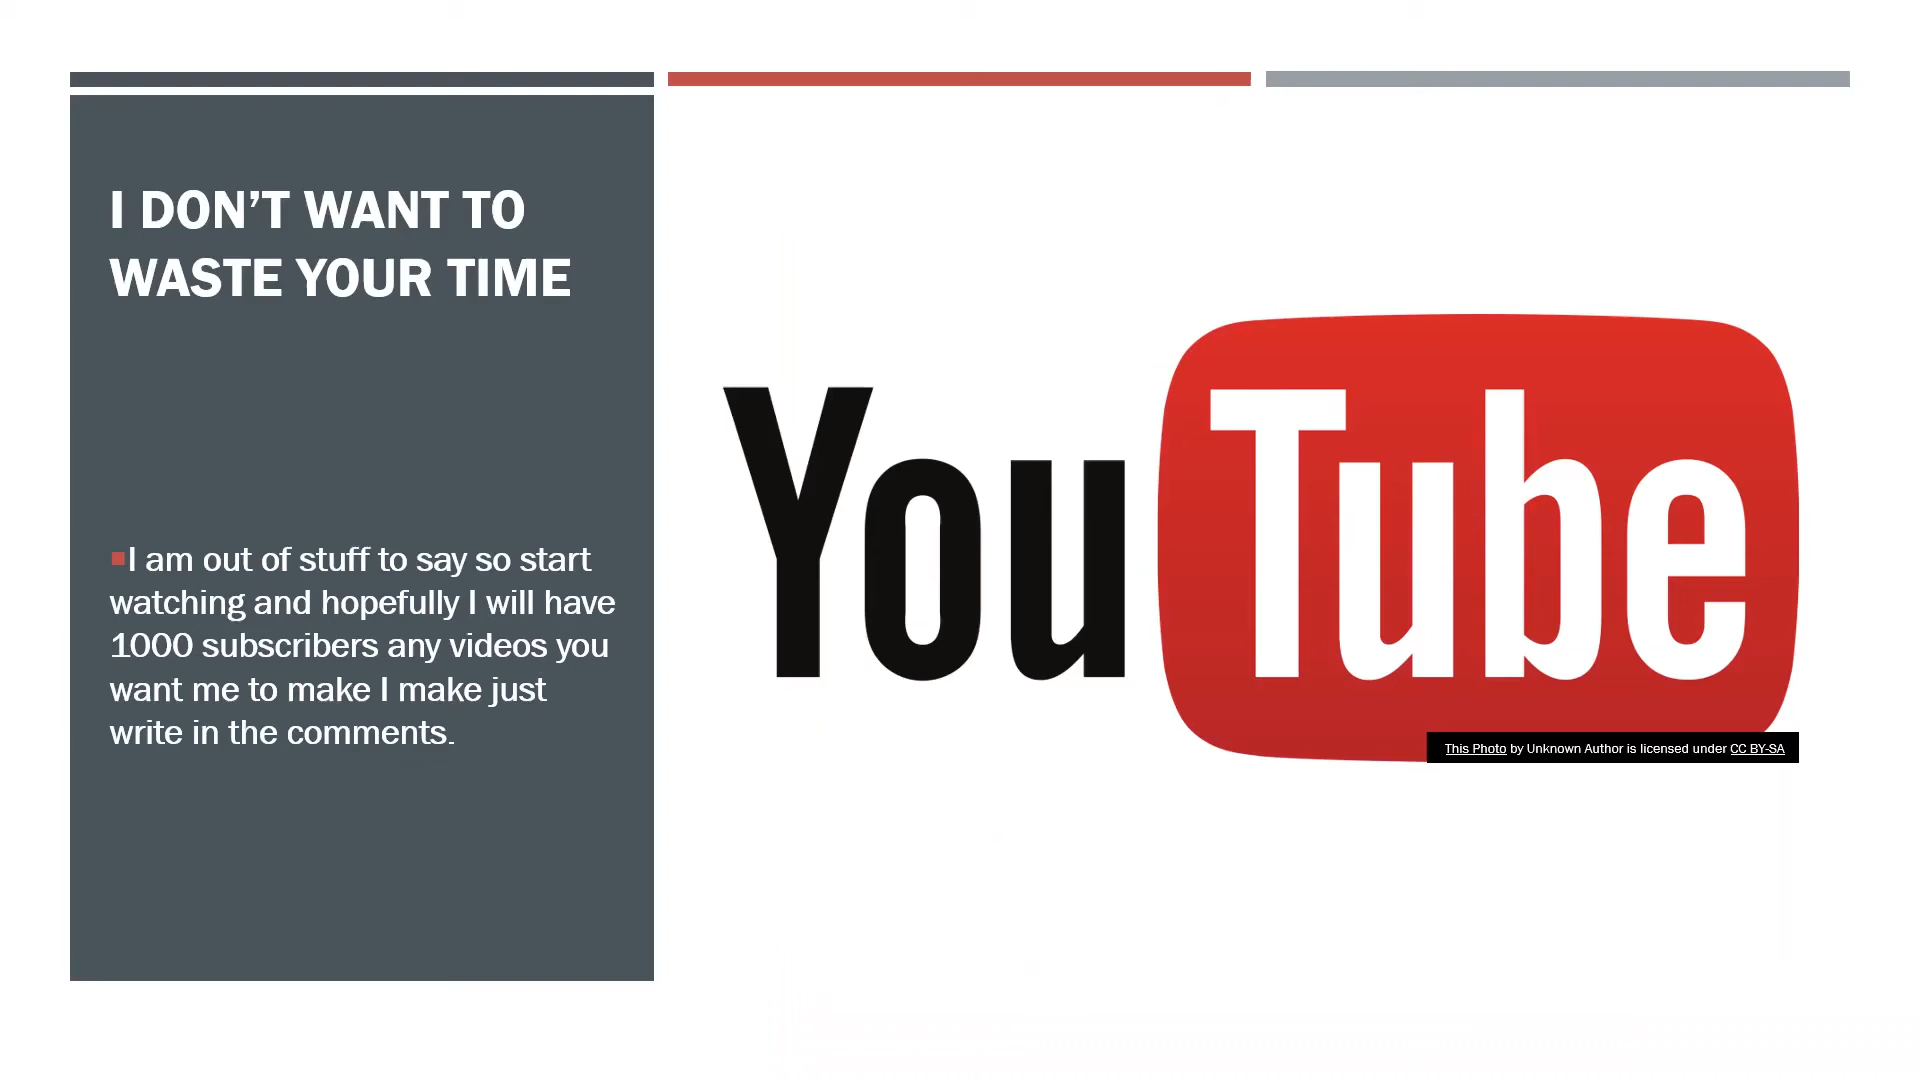 I DON’T WANT TO
WASTE YOUR TIME
I am out of stuff to say so start
watching and hopefully I will have
1000 subscribers any videos you
want me to make I make just
write in the comments.
YouTube
This Photo by Unknown Author is licensed under CC BY-SA